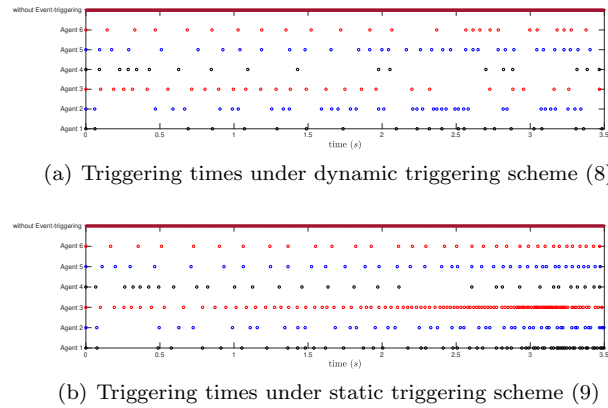 without Event-triggering
Agent 6
Agent 5
Agent 4
Agent 3
Agent 2
Agent 1
0 0.5 1 1.5 2 2.5 3 3.5
time (s)
(a) Triggering times under dynamic triggering scheme (8)
without Event-triggering
Agent 6
Agent 5
Agent 4
Agent 3
Agent 2
Agent 1
0 0.5 1 1.5 2 2.5 3 3.5
time (s)
(b) Triggering times under static triggering scheme (9)